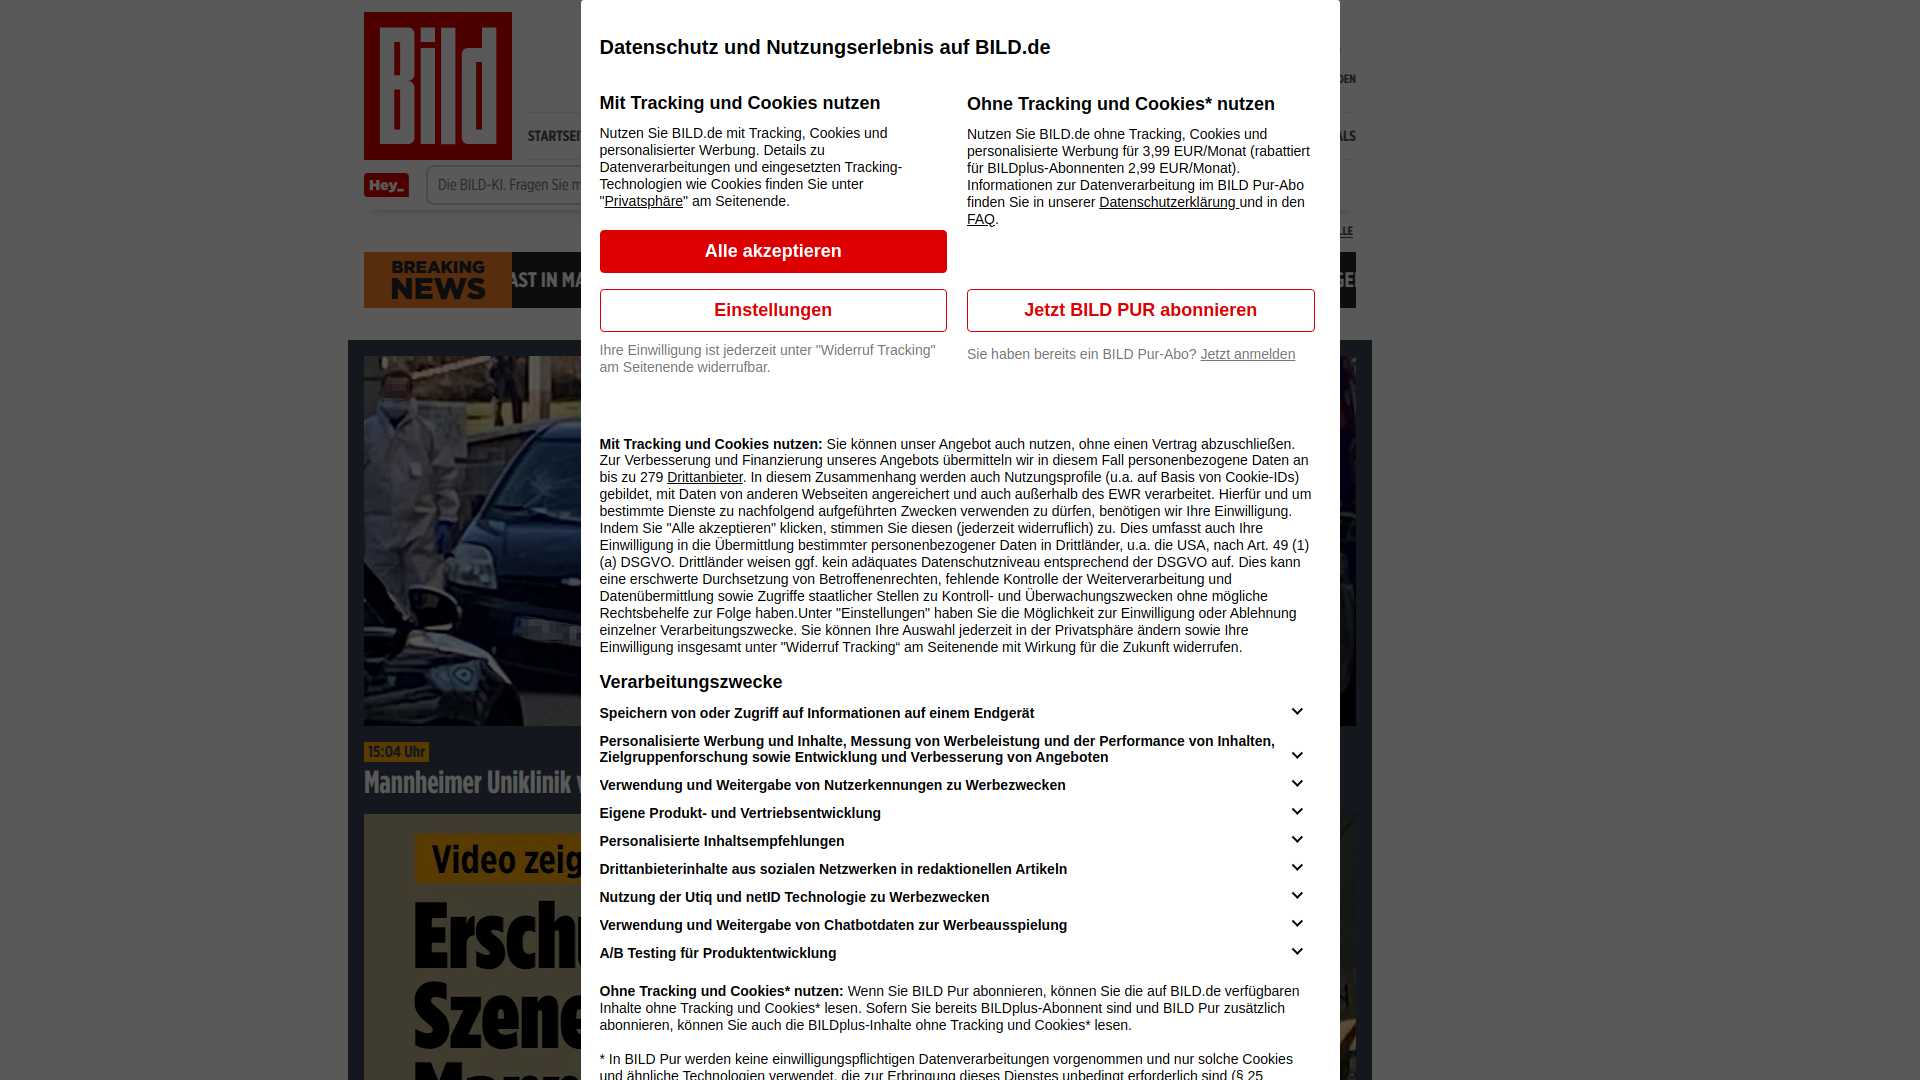 Bild
STARTSEI
Hey_
Die BILD-KI. Fragen Sie m
BREAKING
NEWS
AST IN MA
15:04 Uhr
Mannheimer Uniklinik
Video zeig
Ersch
Szene
Datenschutz und Nutzungserlebnis auf BILD.de
Mit Tracking und Cookies nutzen
Nutzen Sie BILD.de mit Tracking, Cookies und
personalisierter Werbung. Details zu
Datenverarbeitungen und eingesetzten Tracking-
Technologien wie Cookies finden Sie unter
"Privatsphäre" am Seitenende.
Alle akzeptieren
Einstellungen
Ihre Einwilligung ist jederzeit unter "Widerruf Tracking"
am Seitenende widerrufbar.
Ohne Tracking und Cookies* nutzen
Nutzen Sie BILD.de ohne Tracking, Cookies und
personalisierte Werbung für 3,99 EUR/Monat (rabattiert
für BILDplus-Abonnenten 2,99 EUR/Monat).
Informationen zur Datenverarbeitung im BILD Pur-Abo
finden Sie in unserer Datenschutzerklärung und in den
FAQ.
Jetzt BILD PUR abonnieren
Sie haben bereits ein BILD Pur-Abo? Jetzt anmelden
Mit Tracking und Cookies nutzen: Sie können unser Angebot auch nutzen, ohne einen Vertrag abzuschließen.
Zur Verbesserung und Finanzierung unseres Angebots übermitteln wir in diesem Fall personenbezogene Daten an
bis zu 279 Drittanbieter. In diesem Zusammenhang werden auch Nutzungsprofile (u.a. auf Basis von Cookie-IDs)
gebildet, mit Daten von anderen Webseiten angereichert und auch außerhalb des EWR verarbeitet. Hierfür und um
bestimmte Dienste zu nachfolgend aufgeführten Zwecken verwenden zu dürfen, benötigen wir Ihre Einwilligung.
Indem Sie "Alle akzeptieren" klicken, stimmen Sie diesen (jederzeit widerruflich) zu. Dies umfasst auch Ihre
Einwilligung in die Übermittlung bestimmter personenbezogener Daten in Drittländer, u.a. die USA, nach Art. 49 (1)
(a) DSGVO. Drittländer weisen ggf. kein adäquates Datenschutzniveau entsprechend der DSGVO auf. Dies kann
eine erschwerte Durchsetzung von Betroffenenrechten, fehlende Kontrolle der Weiterverarbeitung und
Datenübermittlung sowie Zugriffe staatlicher Stellen zu Kontroll- und Überwachungszwecken ohne mögliche
Rechtsbehelfe zur Folge haben.Unter "Einstellungen" haben Sie die Möglichkeit zur Einwilligung oder Ablehnung
einzelner Verarbeitungszwecke. Sie können Ihre Auswahl jederzeit in der Privatsphäre ändern sowie Ihre
Einwilligung insgesamt unter "Widerruf Tracking“ am Seitenende mit Wirkung für die Zukunft widerrufen.
Verarbeitungszwecke
Speichern von oder Zugriff auf Informationen auf einem Endgerät
Personalisierte Werbung und Inhalte, Messung von Werbeleistung und der Performance von Inhalten,
Zielgruppenforschung sowie Entwicklung und Verbesserung von Angeboten
Verwendung und Weitergabe von Nutzerkennungen zu Werbezwecken
Eigene Produkt- und Vertriebsentwicklung
Personalisierte Inhaltsempfehlungen
Drittanbieterinhalte aus sozialen Netzwerken in redaktionellen Artikeln
Nutzung der Utiq und netID Technologie zu Werbezwecken
Verwendung und Weitergabe von Chatbotdaten zur Werbeausspielung
A/B Testing für Produktentwicklung
Ohne Tracking und Cookies* nutzen: Wenn Sie BILD Pur abonnieren, können Sie die auf BILD.de verfügbaren
Inhalte ohne Tracking und Cookies* lesen. Sofern Sie bereits BILDplus-Abonnent sind und BILD Pur zusätzlich
abonnieren, können Sie auch die BILDplus-Inhalte ohne Tracking und Cookies* lesen.
* In BILD Pur werden keine einwilligungspflichtigen Datenverarbeitungen vorgenommen und nur solche Cookies
und ähnliche Technologien verwendet, die zur Erbringung dieses Dienstes unbedingt erforderlich sind (§ 25